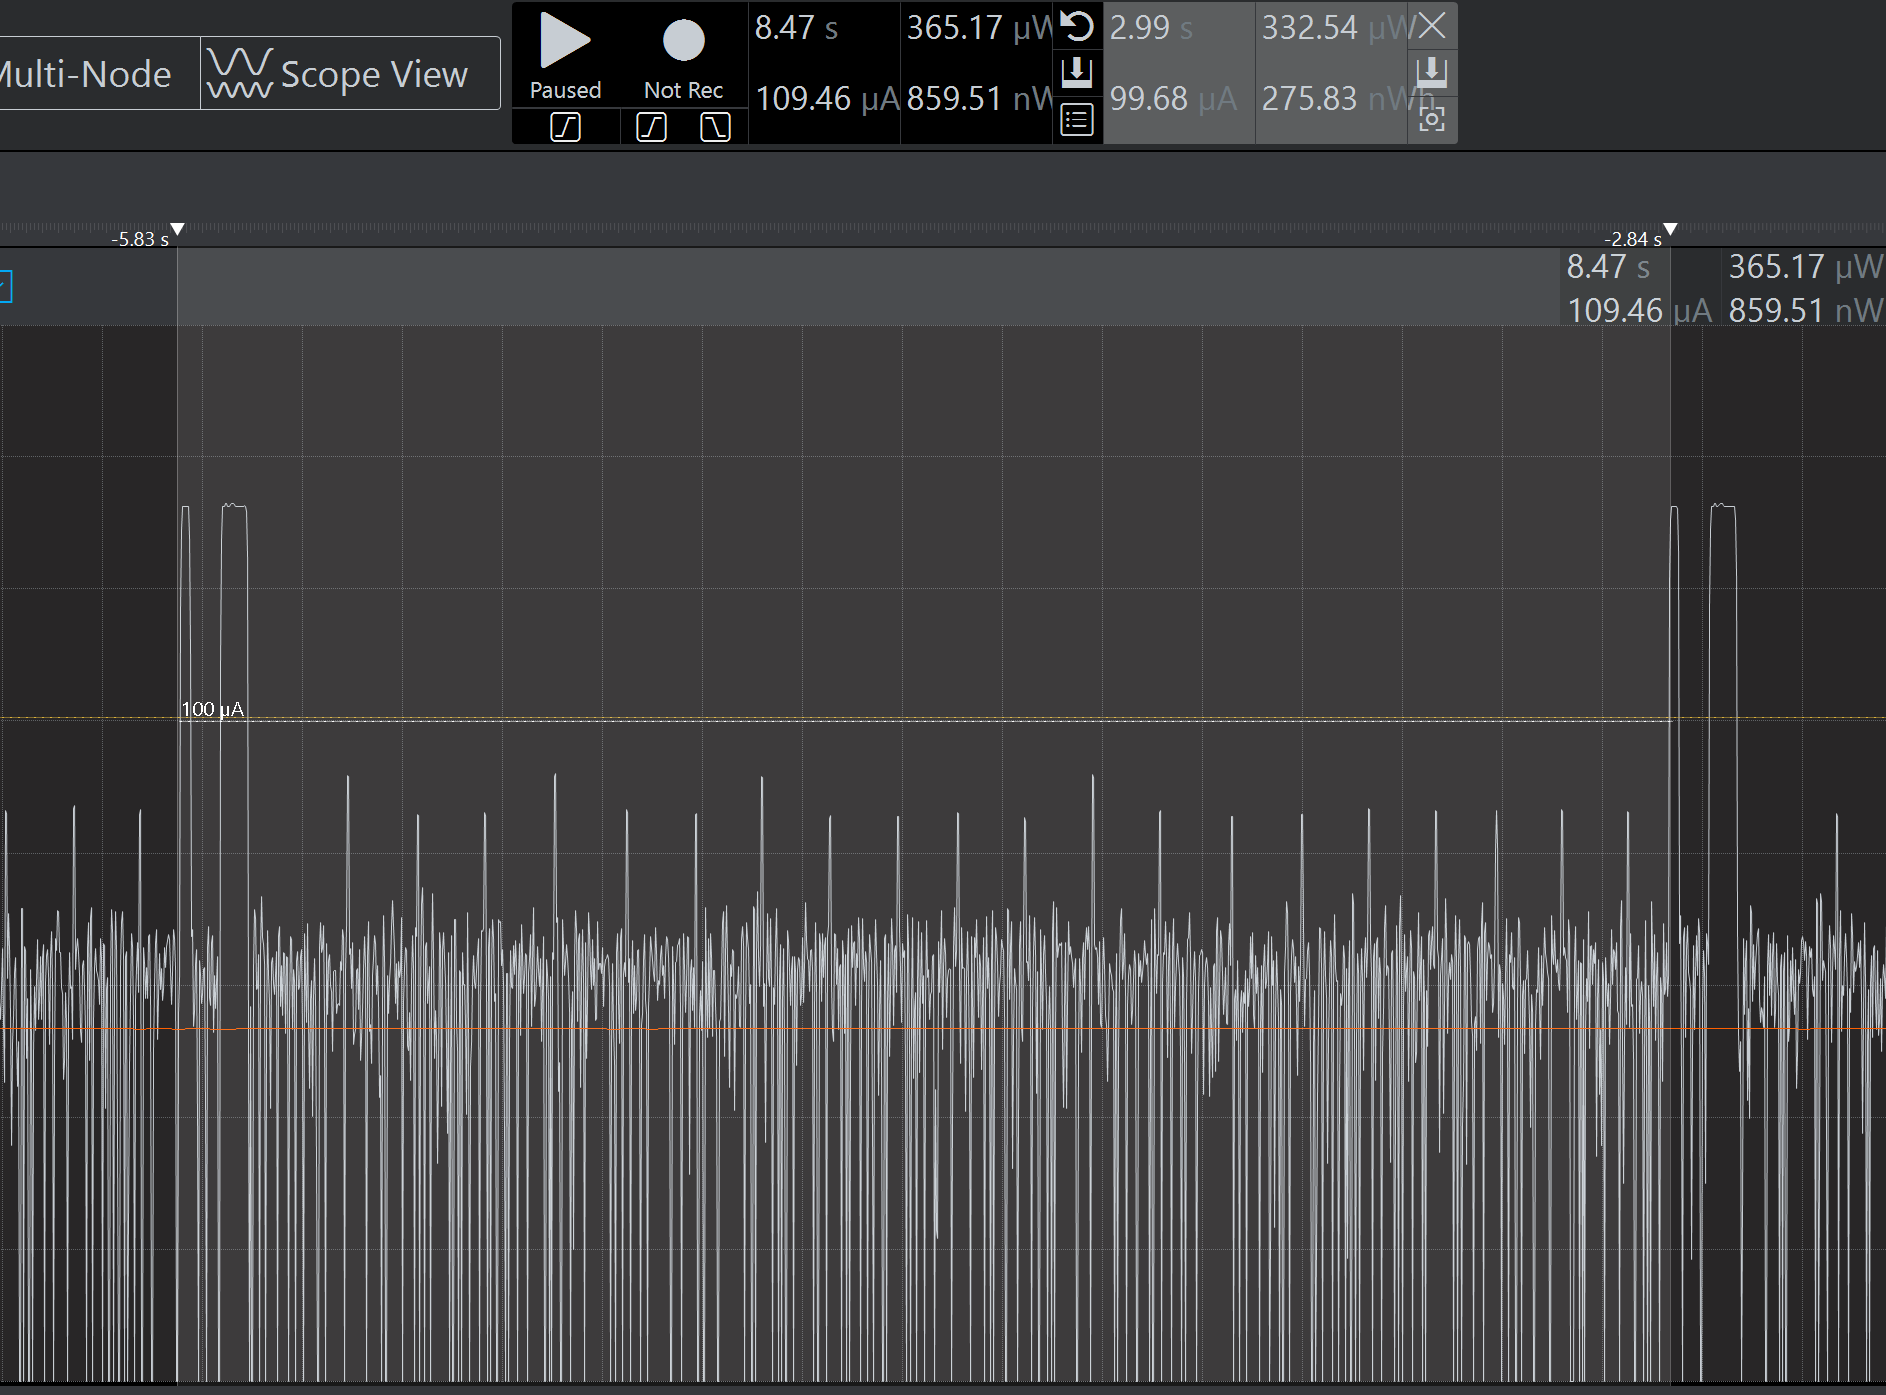 Multi-Node
Scope View
Paused
Not Rec
8.47 s
365.17 µW
109.46 µA
859.51 nW
2.99 s
332.54 µW
99.68 µA
275.83 nWh
-5.83 s
-2.84 s
8.47 s
365.17 µW
109.46 µA
859.51 nW
100 µA